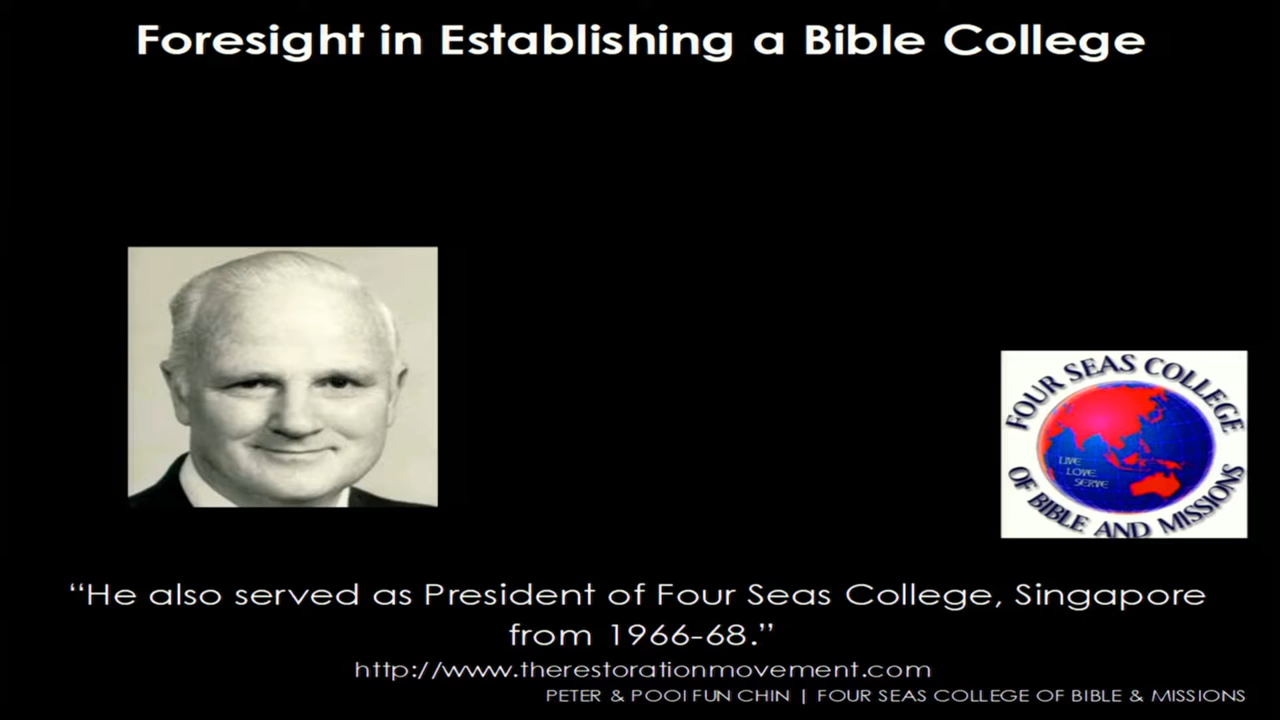 Foresight in Establishing a Bible College
FOUR SEAS COLLEGE
LIVE
LOVE
SERVE
OF BIBLE AND MISSIONS
“He also served as President of Four Seas College, Singapore
from 1966-68.”
http://www.therestorationmovement.com
PETER & POOI FUN CHIN | FOUR SEAS COLLEGE OF BIBLE & MISSIONS